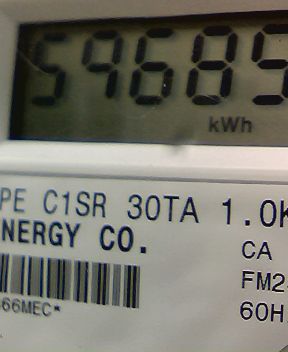 59685
kWh
PE C1SR 30TA 1.0K
NERGY CO.
CA
FM2
66MEC*
60H